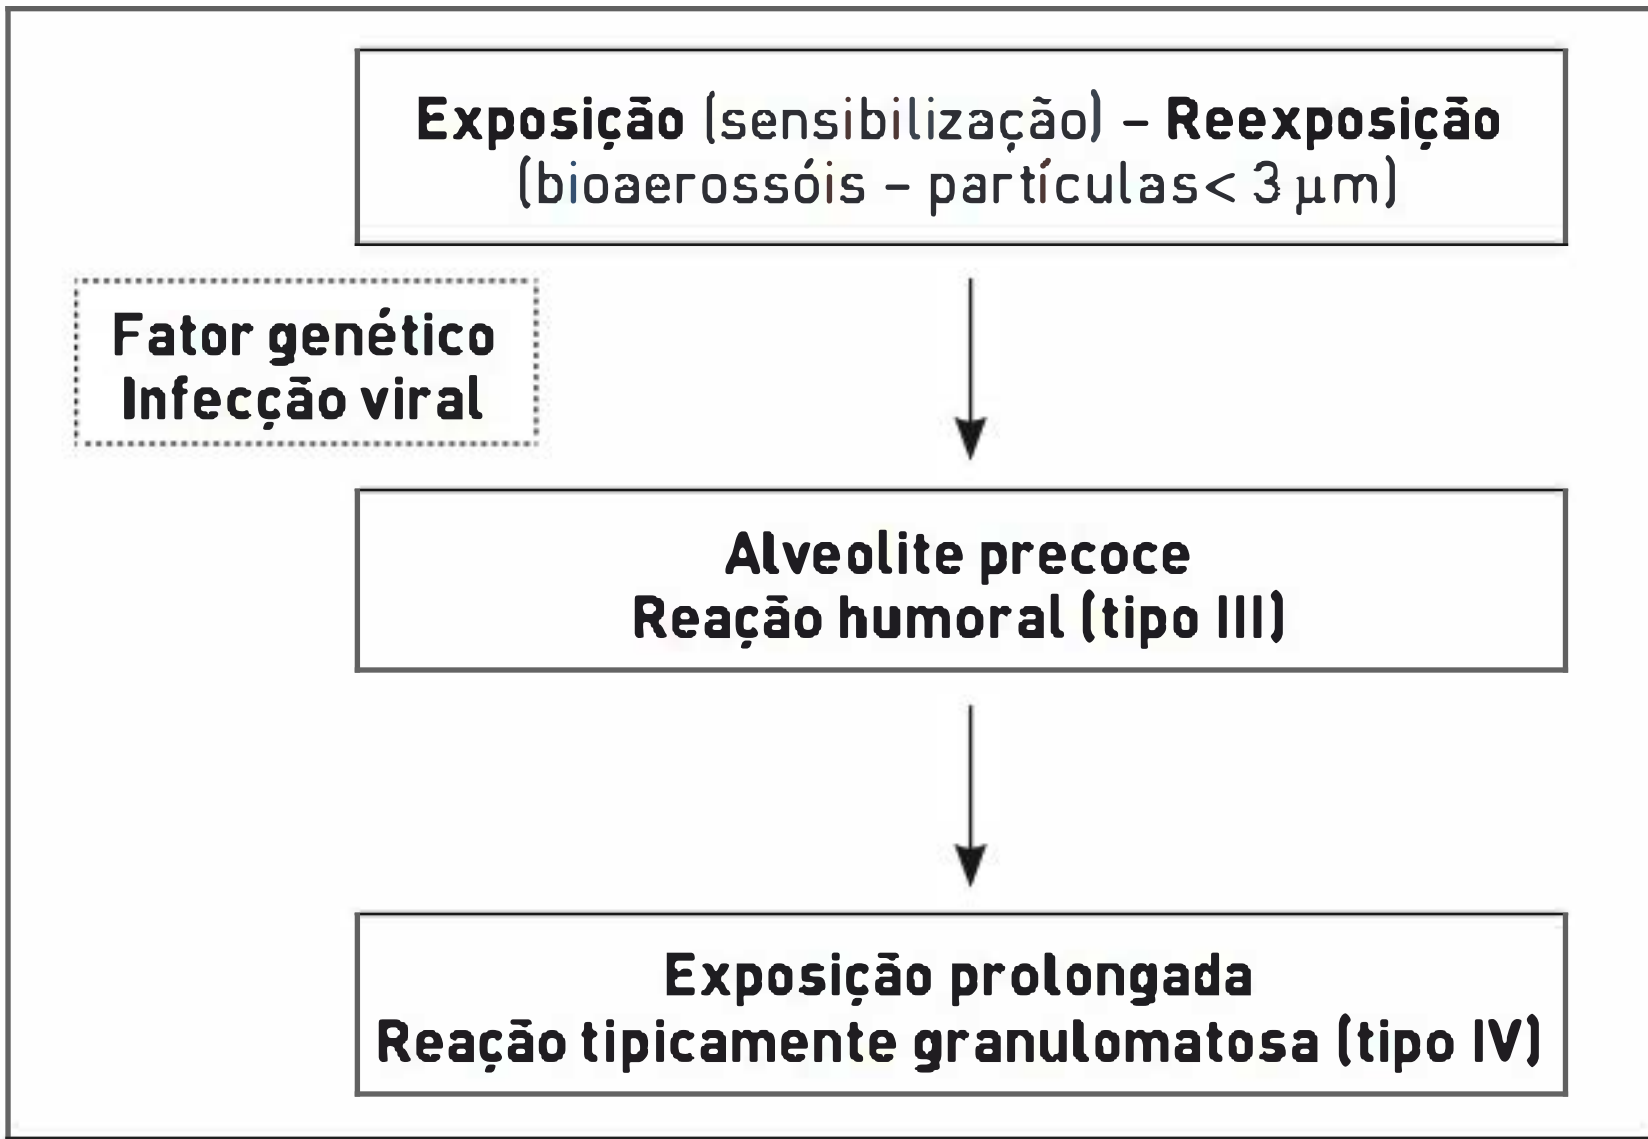 Exposição (sensibilização) – Reexposição
(bioaerossóis – partículas< 3 µm)
Fator genético
Infecção viral
Alveolite precoce
Reação humoral (tipo III)
Exposição prolongada
Reação tipicamente granulomatosa (tipo IV)